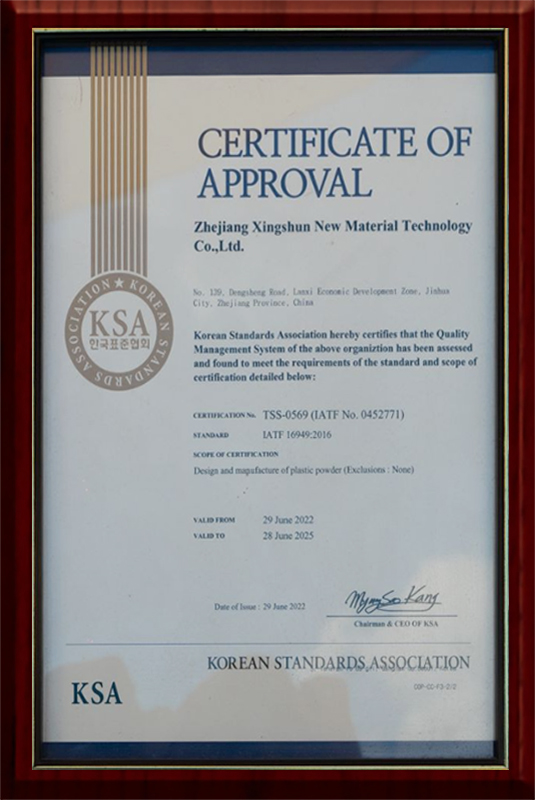 CERTIFICATE OF
APPROVAL
Zhejiang Xingshun New Material Technology
Co.,Ltd.
No. 139, Dengsheng Road, Lanxi Economic Development Zone, Jinhua
City, Zhejiang Province, China
KOREAN STANDARDS ASSOCIATION
KSA
한국표준협회
Korean Standards Association hereby certifies that the Quality
Management System of the above organiztion has been assessed
and found to meet the requirements of the standard and scope of
certification detailed below:
CERTIFICATION No. TSS-0569 (IATF No. 0452771)
STANDARD IATF 16949:2016
SCOPE OF CERTIFICATION
Design and manufacture of plastic powder (Exclusions : None)
VALID FROM 29 June 2022
VALID TO 28 June 2025
Date of Issue : 29 June 2022
Chairman & CEO OF KSA
KOREAN STANDARDS ASSOCIATION
KSA